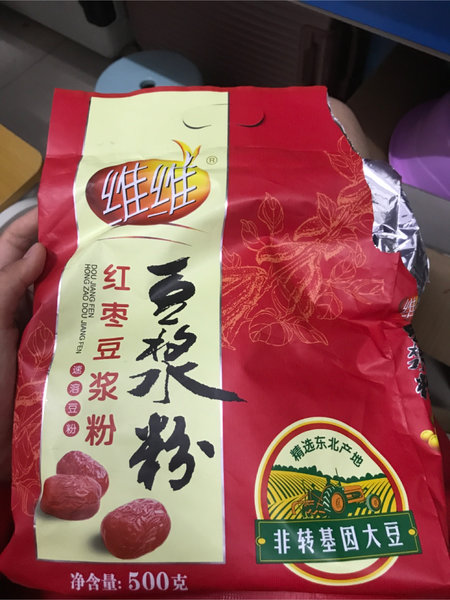 维维®
豆浆粉
DOU JIANG FEN
HONG ZAO DOU JIANG FEN
红枣豆浆粉
速溶豆粉
精选东北产地
非转基因大豆
净含量: 500克